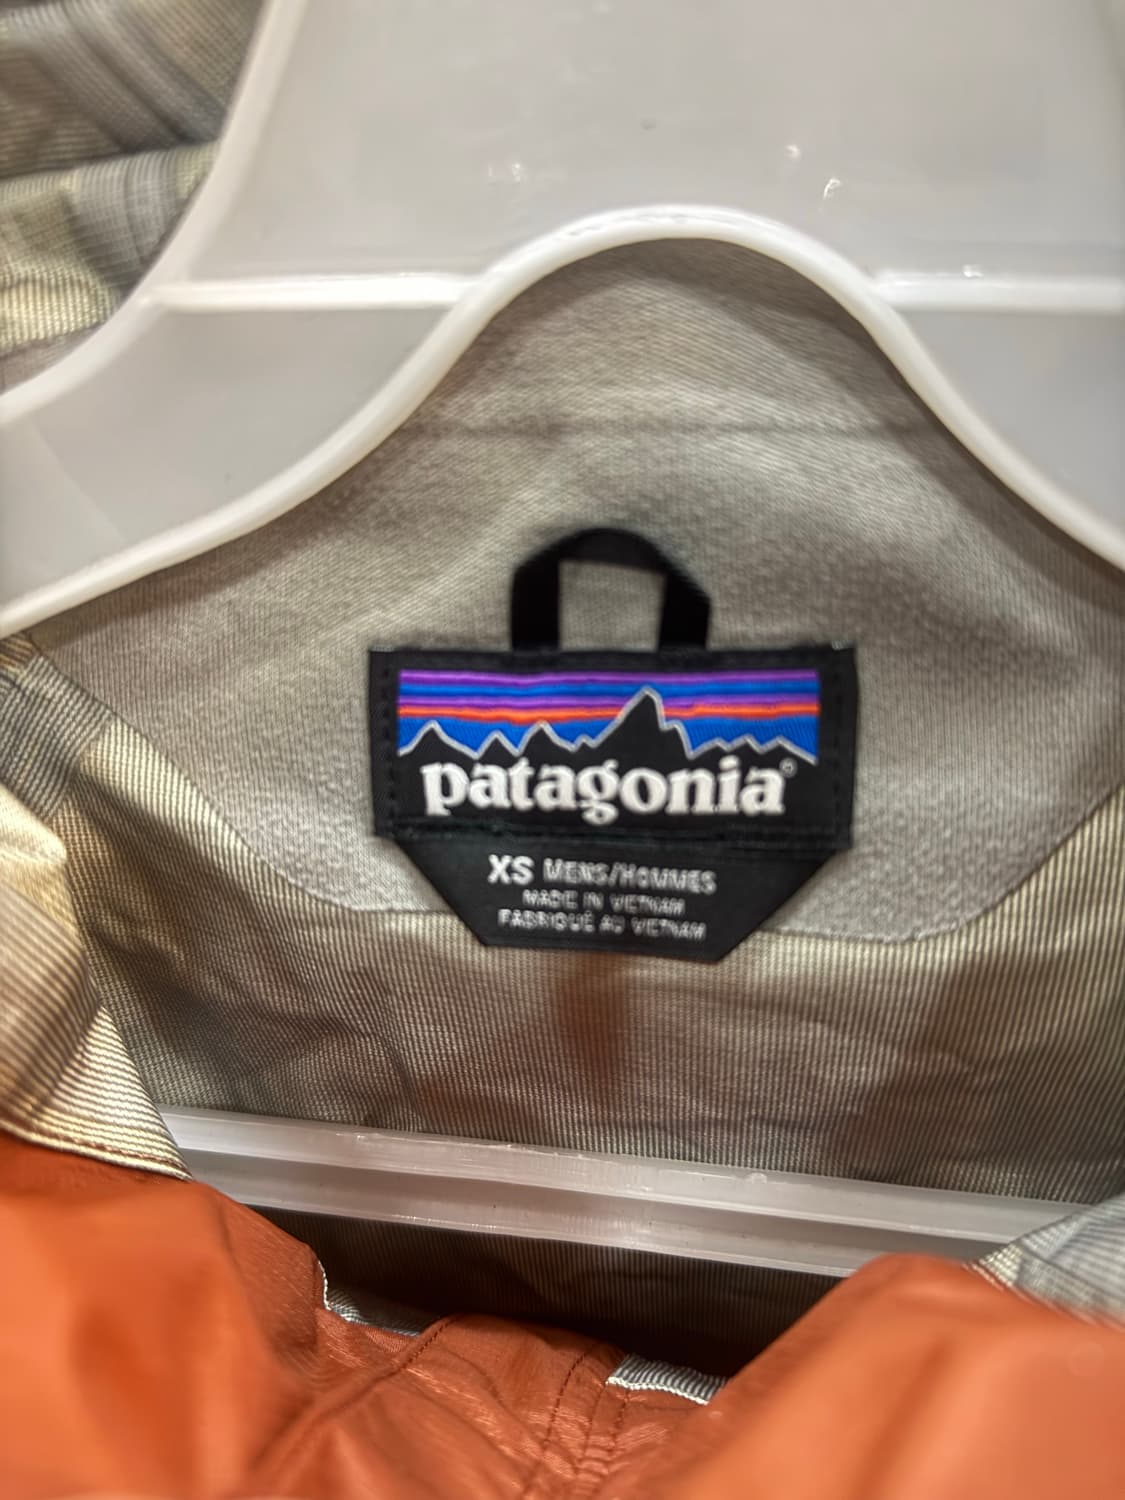 patagonia®
XS MENS/HOMMES
MADE IN VIETNAM
FABRIQUÉ AU VIETNAM